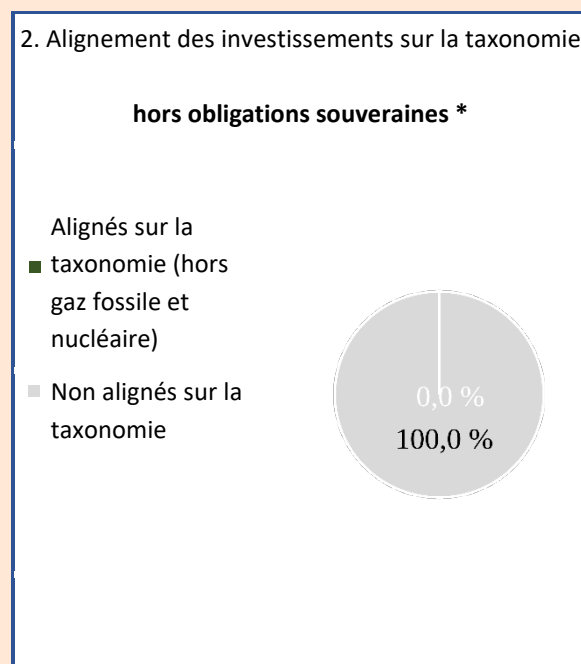 2. Alignement des investissements sur la taxonomie
hors obligations souveraines *
Alignés sur la
taxonomie (hors
gaz fossile et
nucléaire)
Non alignés sur la
taxonomie
0,0 %
100,0 %